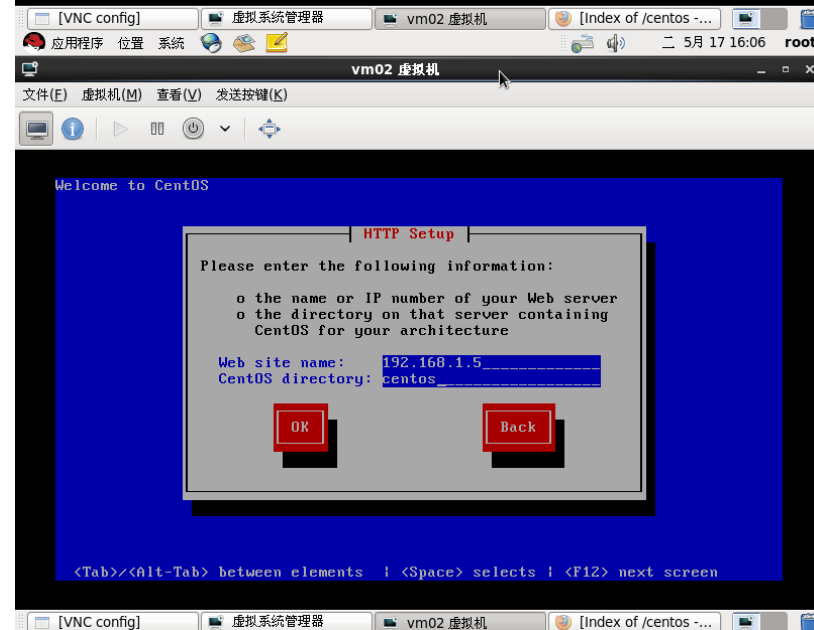 [VNC config] 虚拟系统管理器 vm02 虚拟机 [Index of /centos -...]
应用程序 位置 系统 二 5月 17 16:06 root
vm02 虚拟机
文件(F) 虚拟机(M) 查看(V) 发送按键(K)
Welcome to CentOS
HTTP Setup
Please enter the following information:
o the name or IP number of your Web server
o the directory on that server containing
CentOS for your architecture
Web site name: 192.168.1.5_____________
CentOS directory: centos__________________
OK Back
<Tab>/<Alt-Tab> between elements | <Space> selects | <F12> next screen
[VNC config] 虚拟系统管理器 vm02 虚拟机 [Index of /centos -...]